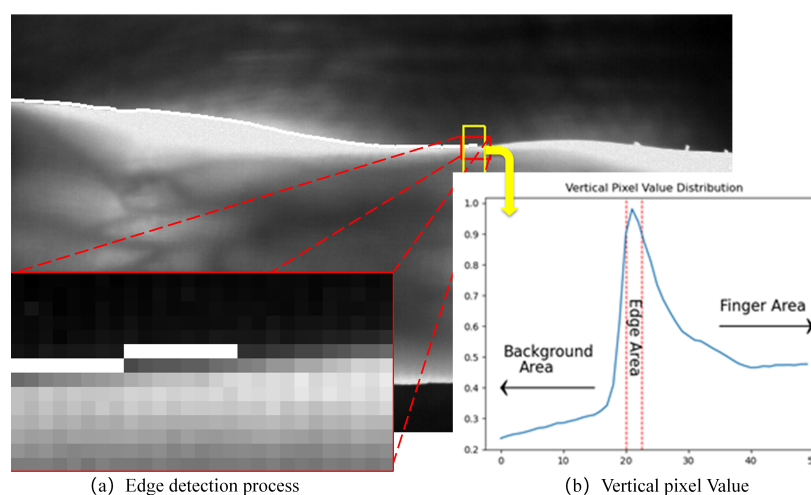 Vertical Pixel Value Distribution
1.0
0.9
0.8
0.7
0.6
0.5
0.4
0.3
0.2
Edge Area
Finger Area
Background
Area
0 10 20 30 40
(a) Edge detection process
(b) Vertical pixel Value